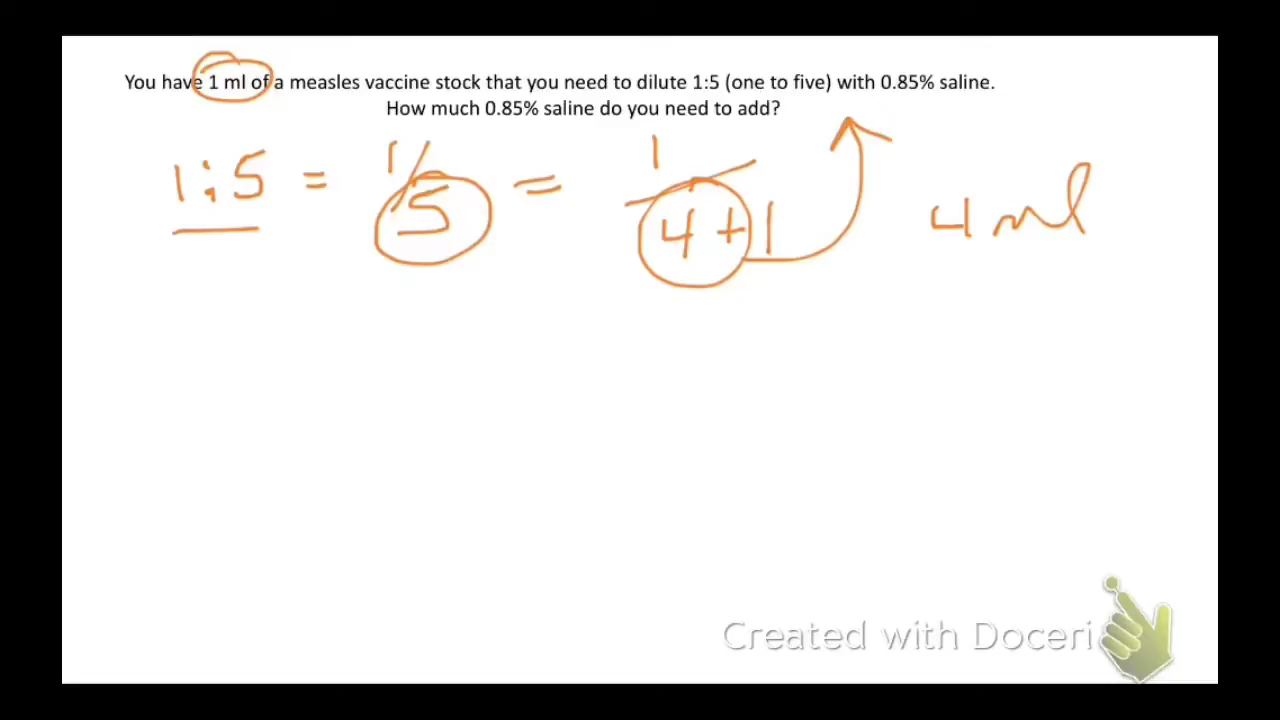 You have 1 ml of a measles vaccine stock that you need to dilute 1:5 (one to five) with 0.85% saline.
How much 0.85% saline do you need to add?
1:5 = 1/5 = 1/4+1 4ml
Created with Doceri